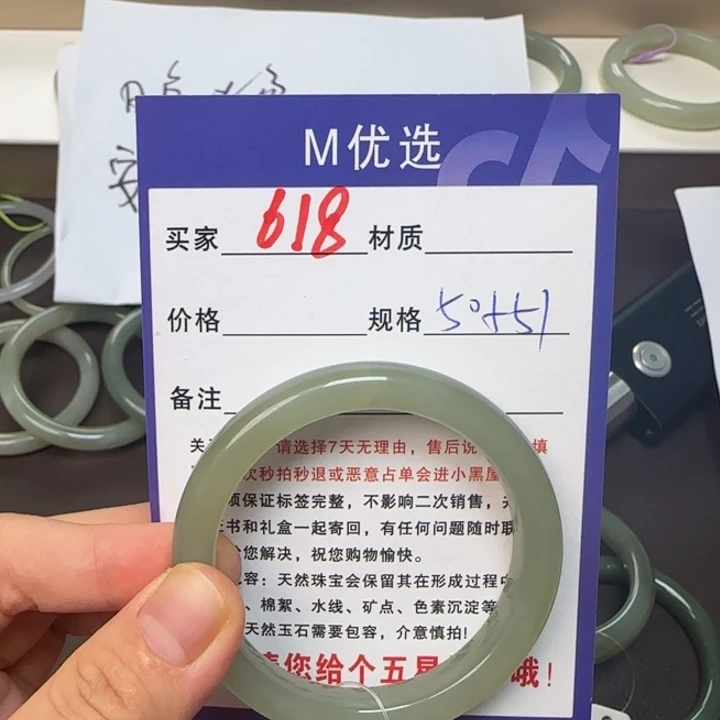 M优选
买家 618 材质
价格 规格 50+51
备注
请选择7天无理由，售后说 填
秒拍秒退或恶意占单会进小黑屋
保证标签完整，不影响二次销售，
书和礼盒一起寄回，有任何问题随时联
您解决，祝您购物愉快。
容：天然珠宝会保留其在形成过程中
、棉絮、水线、矿点、色素沉淀等
天然玉石需要包容，介意慎拍！
您给个五星 哦！